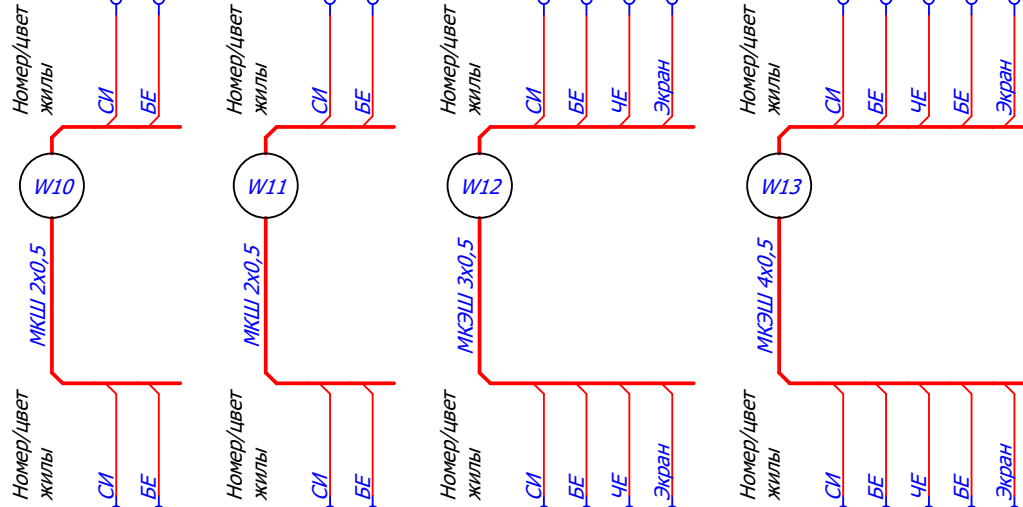 Номер/цвет
жилы
СИ
БЕ
Номер/цвет
жилы
СИ
БЕ
Номер/цвет
жилы
СИ
БЕ
ЧЕ
Экран
Номер/цвет
жилы
СИ
БЕ
ЧЕ
БЕ
Экран
W10
W11
W12
W13
МКШ 2х0,5
МКШ 2х0,5
МКЭШ 3х0,5
МКЭШ 4х0,5
Номер/цвет
жилы
СИ
БЕ
Номер/цвет
жилы
СИ
БЕ
Номер/цвет
жилы
СИ
БЕ
ЧЕ
Экран
Номер/цвет
жилы
СИ
БЕ
ЧЕ
БЕ
Экран